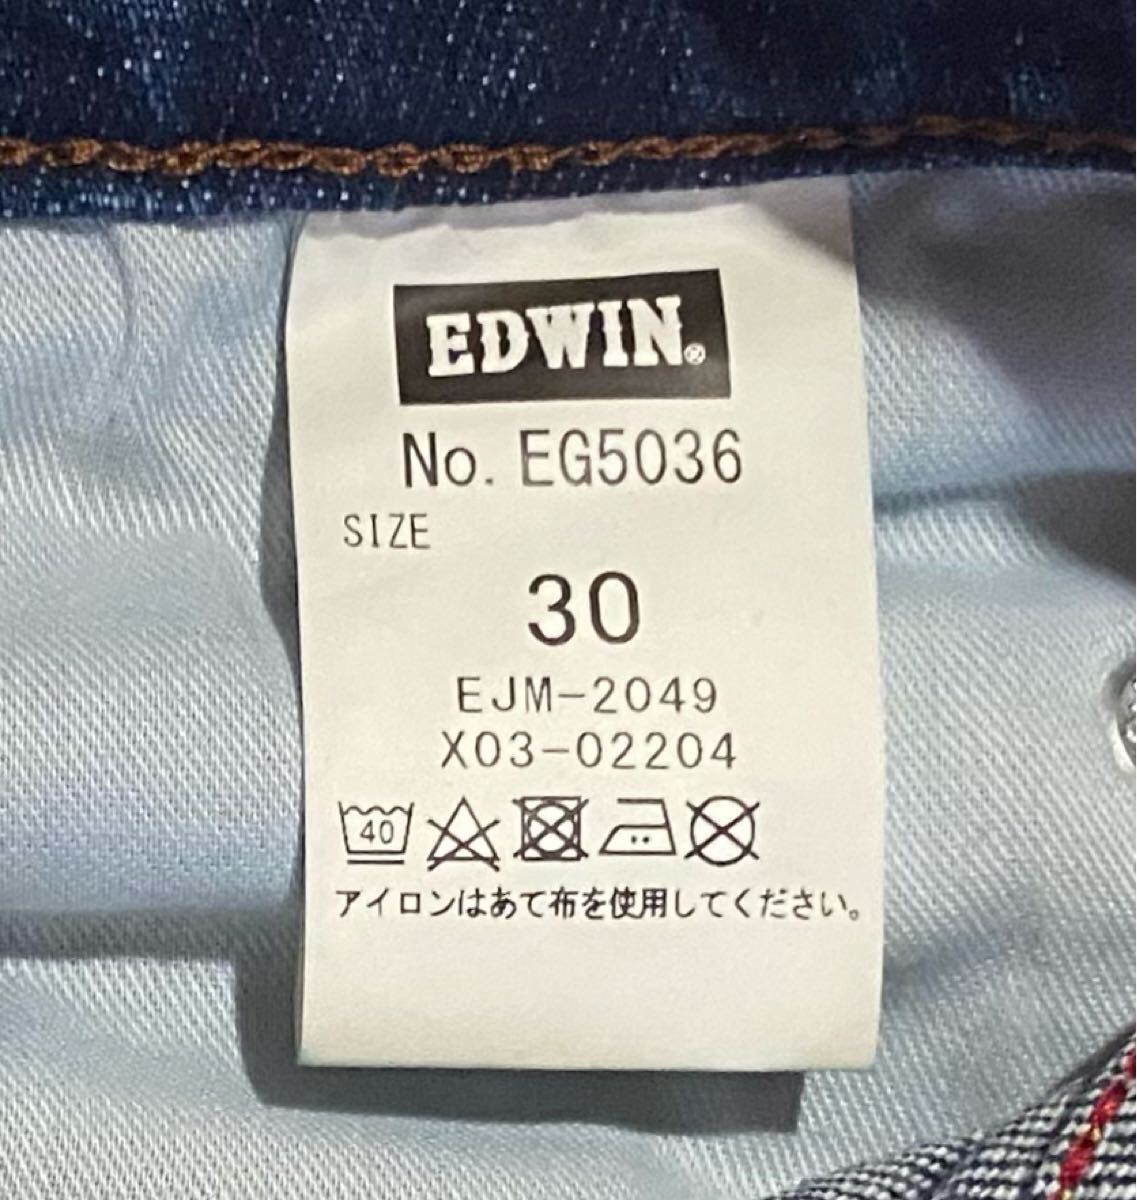 EDWIN®
No. EG5036
SIZE
30
EJM-2049
X03-02204
40
アイロンはあて布を使用してください。